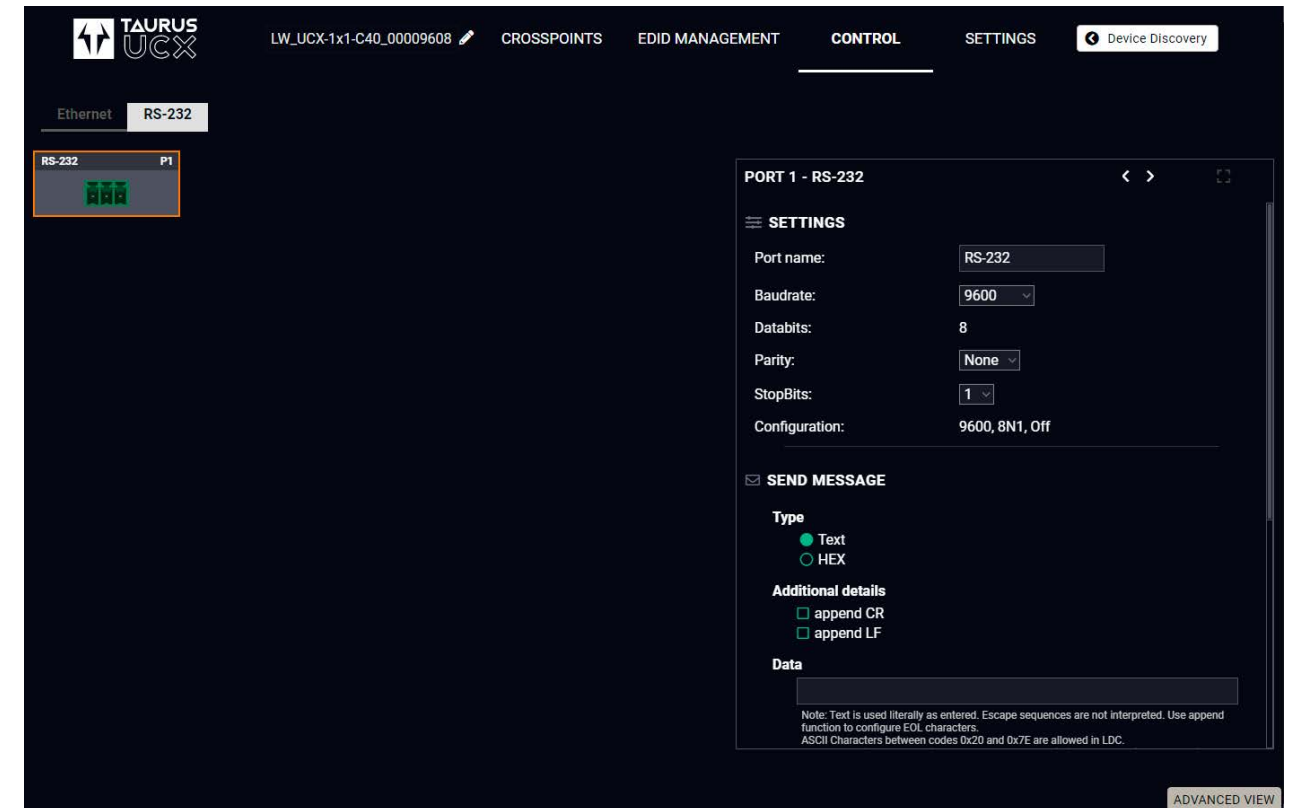 TAURUS
UCX
LW_UCX-1x1-C40_00009608 CROSSPOINTS EDID MANAGEMENT CONTROL SETTINGS Device Discovery
Ethernet RS-232
RS-232 P1
PORT 1 - RS-232
SETTINGS
Port name: RS-232
Baudrate: 9600
Databits: 8
Parity: None
StopBits: 1
Configuration: 9600, 8N1, Off
SEND MESSAGE
Type
Text
HEX
Additional details
append CR
append LF
Data
Note: Text is used literally as entered. Escape sequences are not interpreted. Use append
function to configure EOL characters.
ASCII Characters between codes 0x20 and 0x7E are allowed in LDC.
ADVANCED VIEW